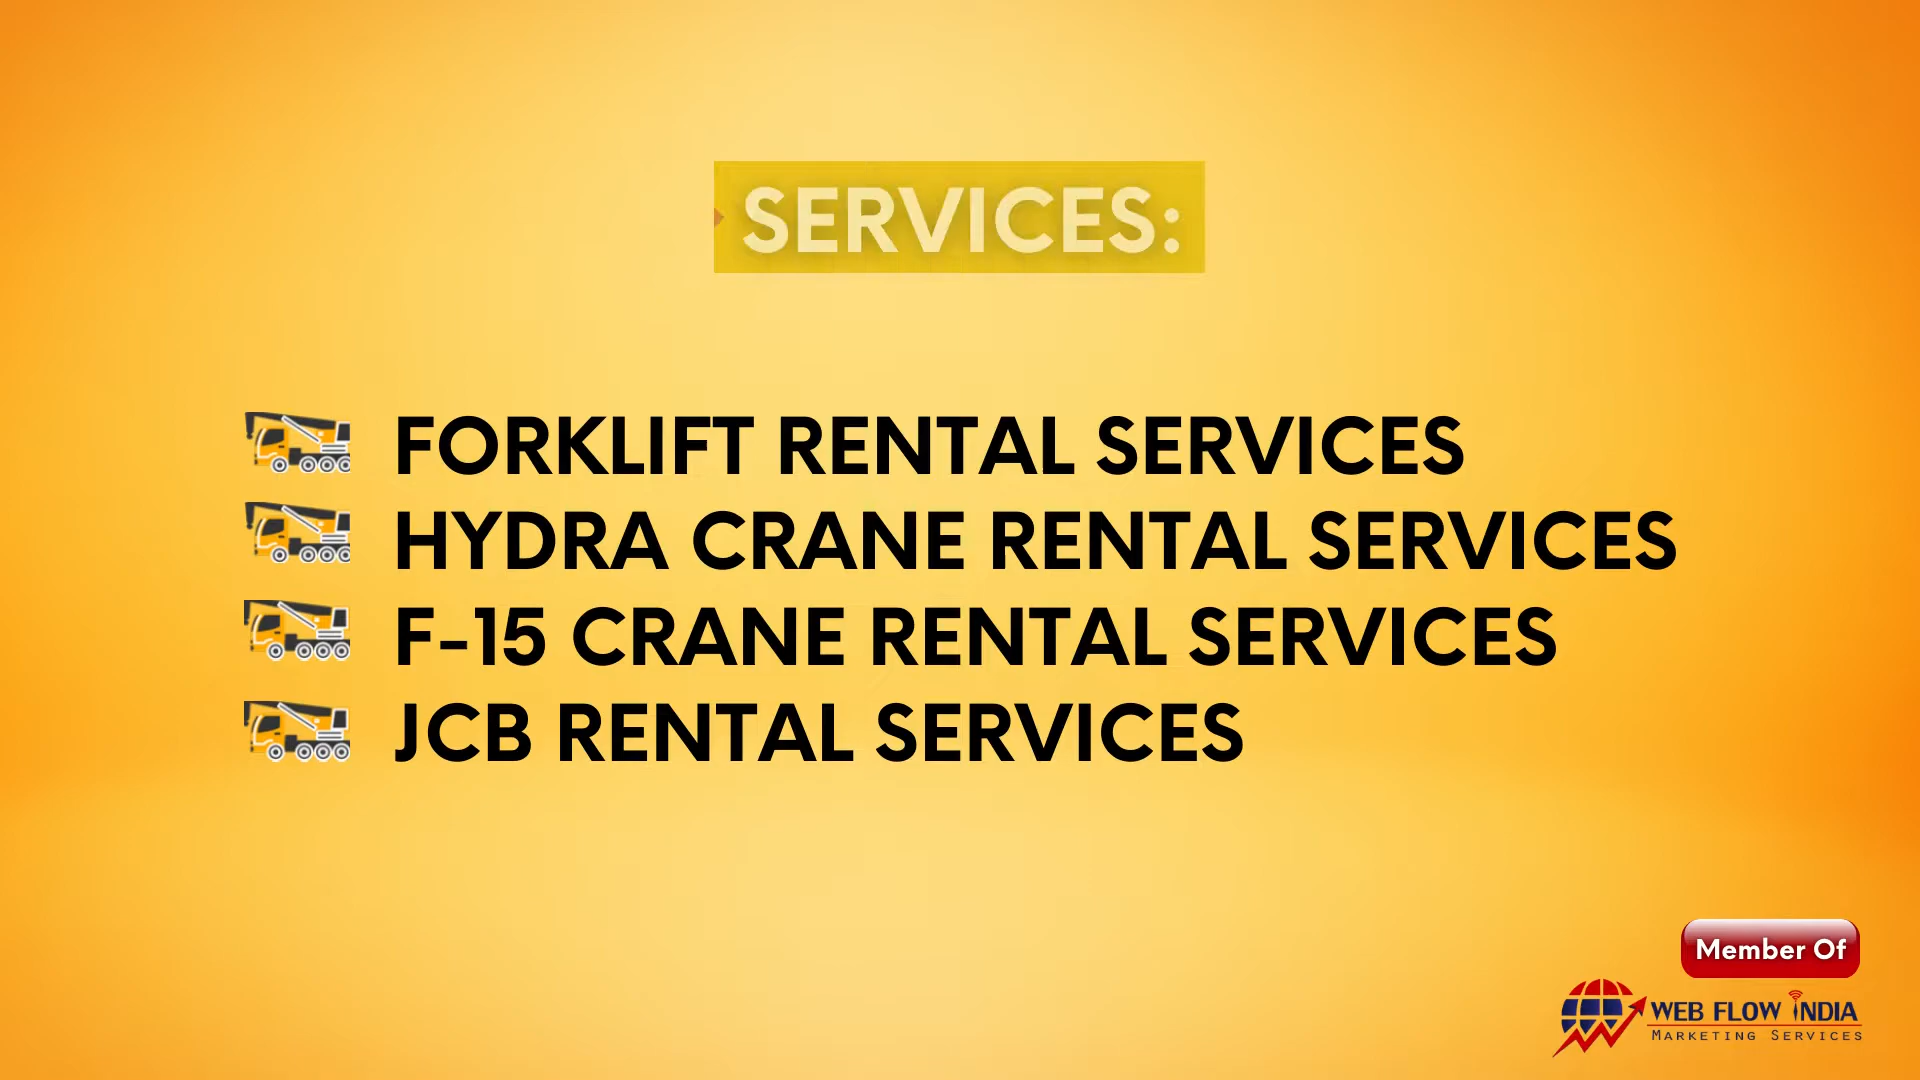 SERVICES:
FORKLIFT RENTAL SERVICES
HYDRA CRANE RENTAL SERVICES
F-15 CRANE RENTAL SERVICES
JCB RENTAL SERVICES
Member Of
WEB FLOW INDIA
MARKETING SERVICES